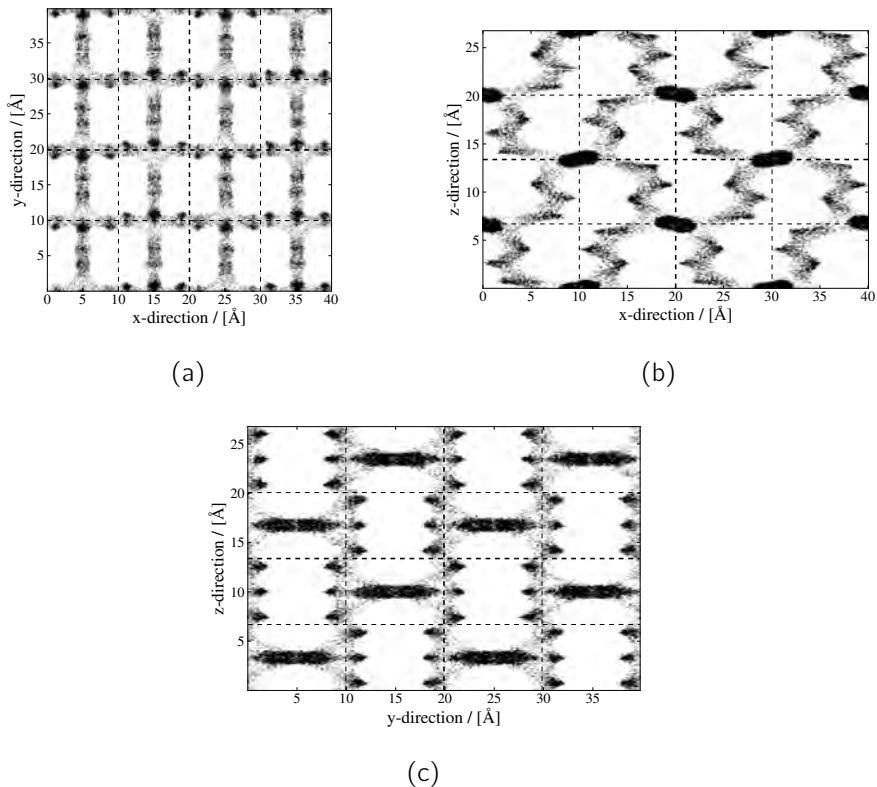 35
30
25
20
15
10
5
0 5 10 15 20 25 30 35 40
y-direction / [Å]
x-direction / [Å]
(a)
25
20
15
10
5
0 5 10 15 20 25 30 35 40
z-direction / [Å]
x-direction / [Å]
(b)
25
20
15
10
5
5 10 15 20 25 30 35
z-direction / [Å]
y-direction / [Å]
(c)